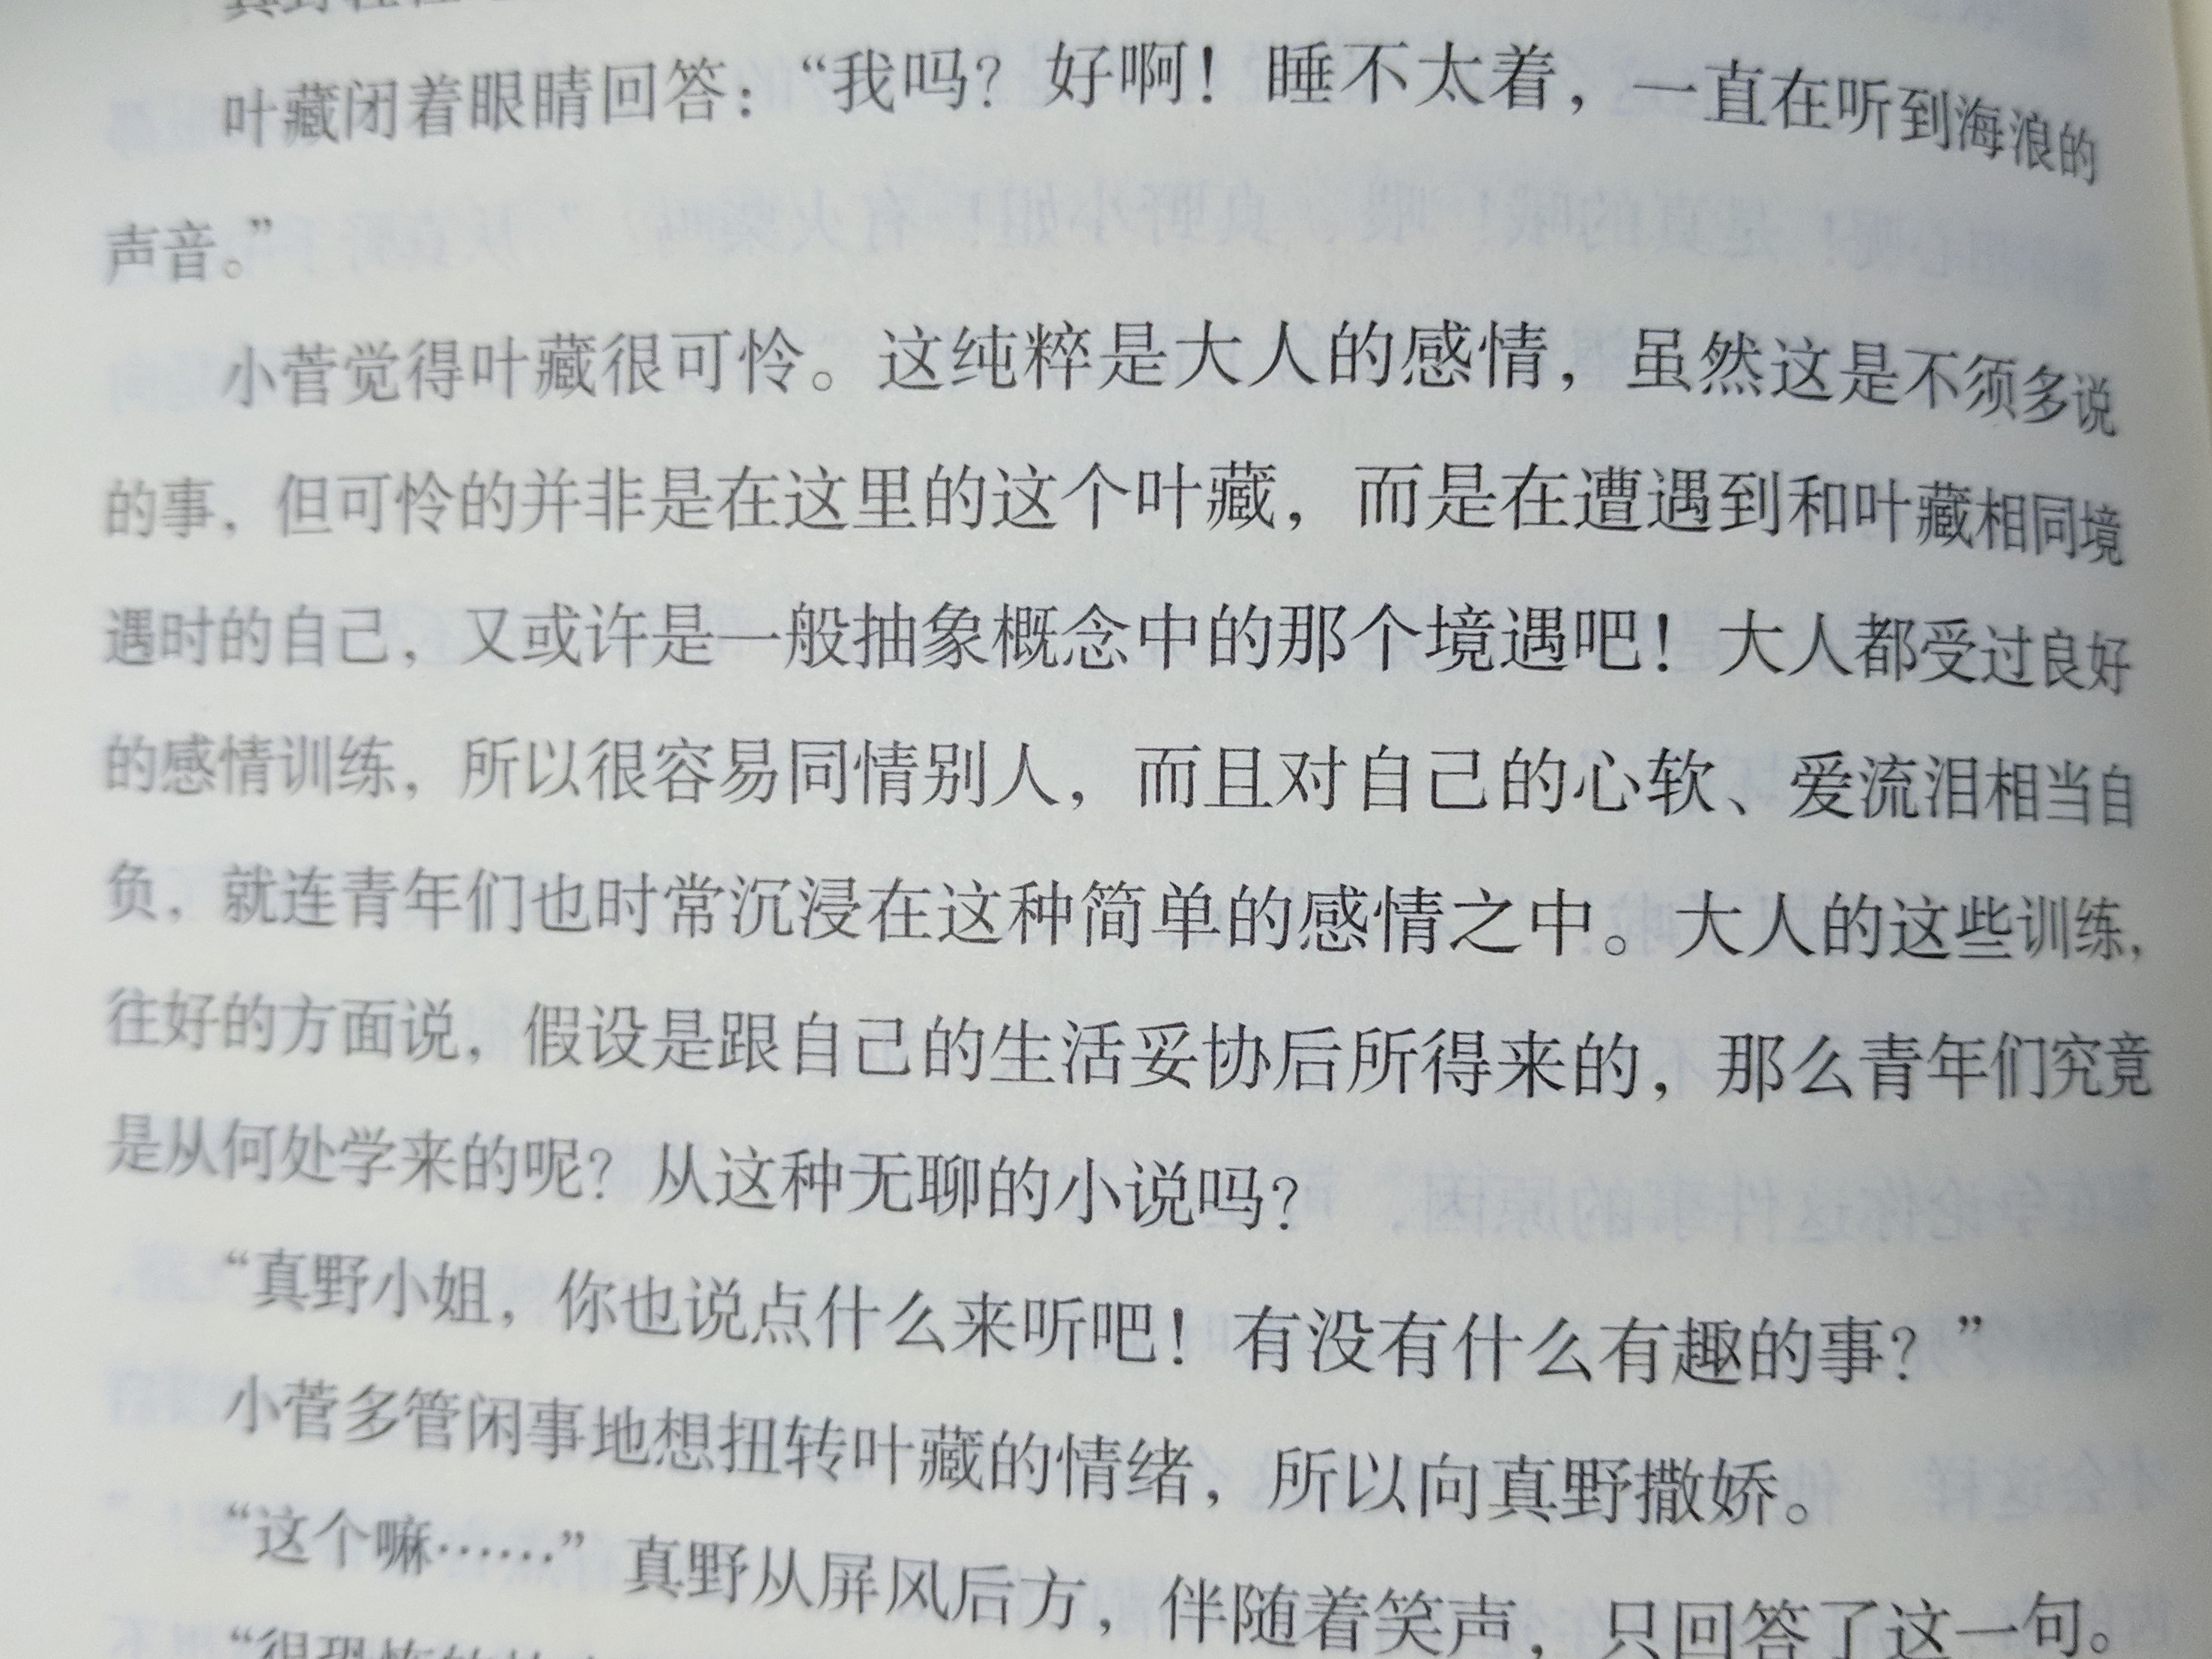 叶藏闭着眼睛回答：“我吗？好啊！睡不太着，一直在听到海浪的
声音。”
小菅觉得叶藏很可怜。这纯粹是大人的感情，虽然这是不须多说
的事，但可怜的并非是在这里的这个叶藏，而是在遭遇到和叶藏相同境
遇时的自己，又或许是一般抽象概念中的那个境遇吧！大人都受过良好
的感情训练，所以很容易同情别人，而且对自己的心软、爱流泪相当自
负，就连青年们也时常沉浸在这种简单的感情之中。大人的这些训练，
往好的方面说，假设是跟自己的生活妥协后所得来的，那么青年们究竟
是从何处学来的呢？从这种无聊的小说吗？
“真野小姐，你也说点什么来听吧！有没有什么有趣的事？”
小菅多管闲事地想扭转叶藏的情绪，所以向真野撒娇。
“这个嘛……”真野从屏风后方，伴随着笑声，只回答了这一句。